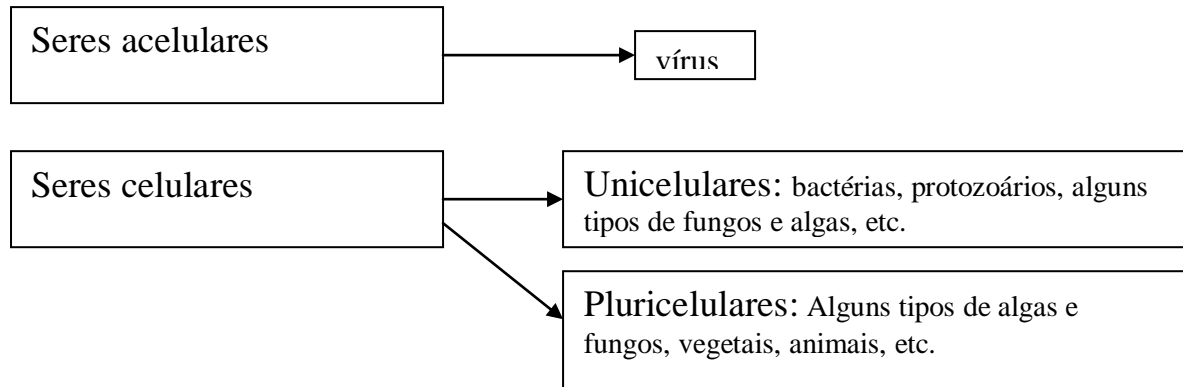 Seres acelulares
vírus
Seres celulares
Unicelulares: bactérias, protozoários, alguns
tipos de fungos e algas, etc.
Pluricelulares: Alguns tipos de algas e
fungos, vegetais, animais, etc.